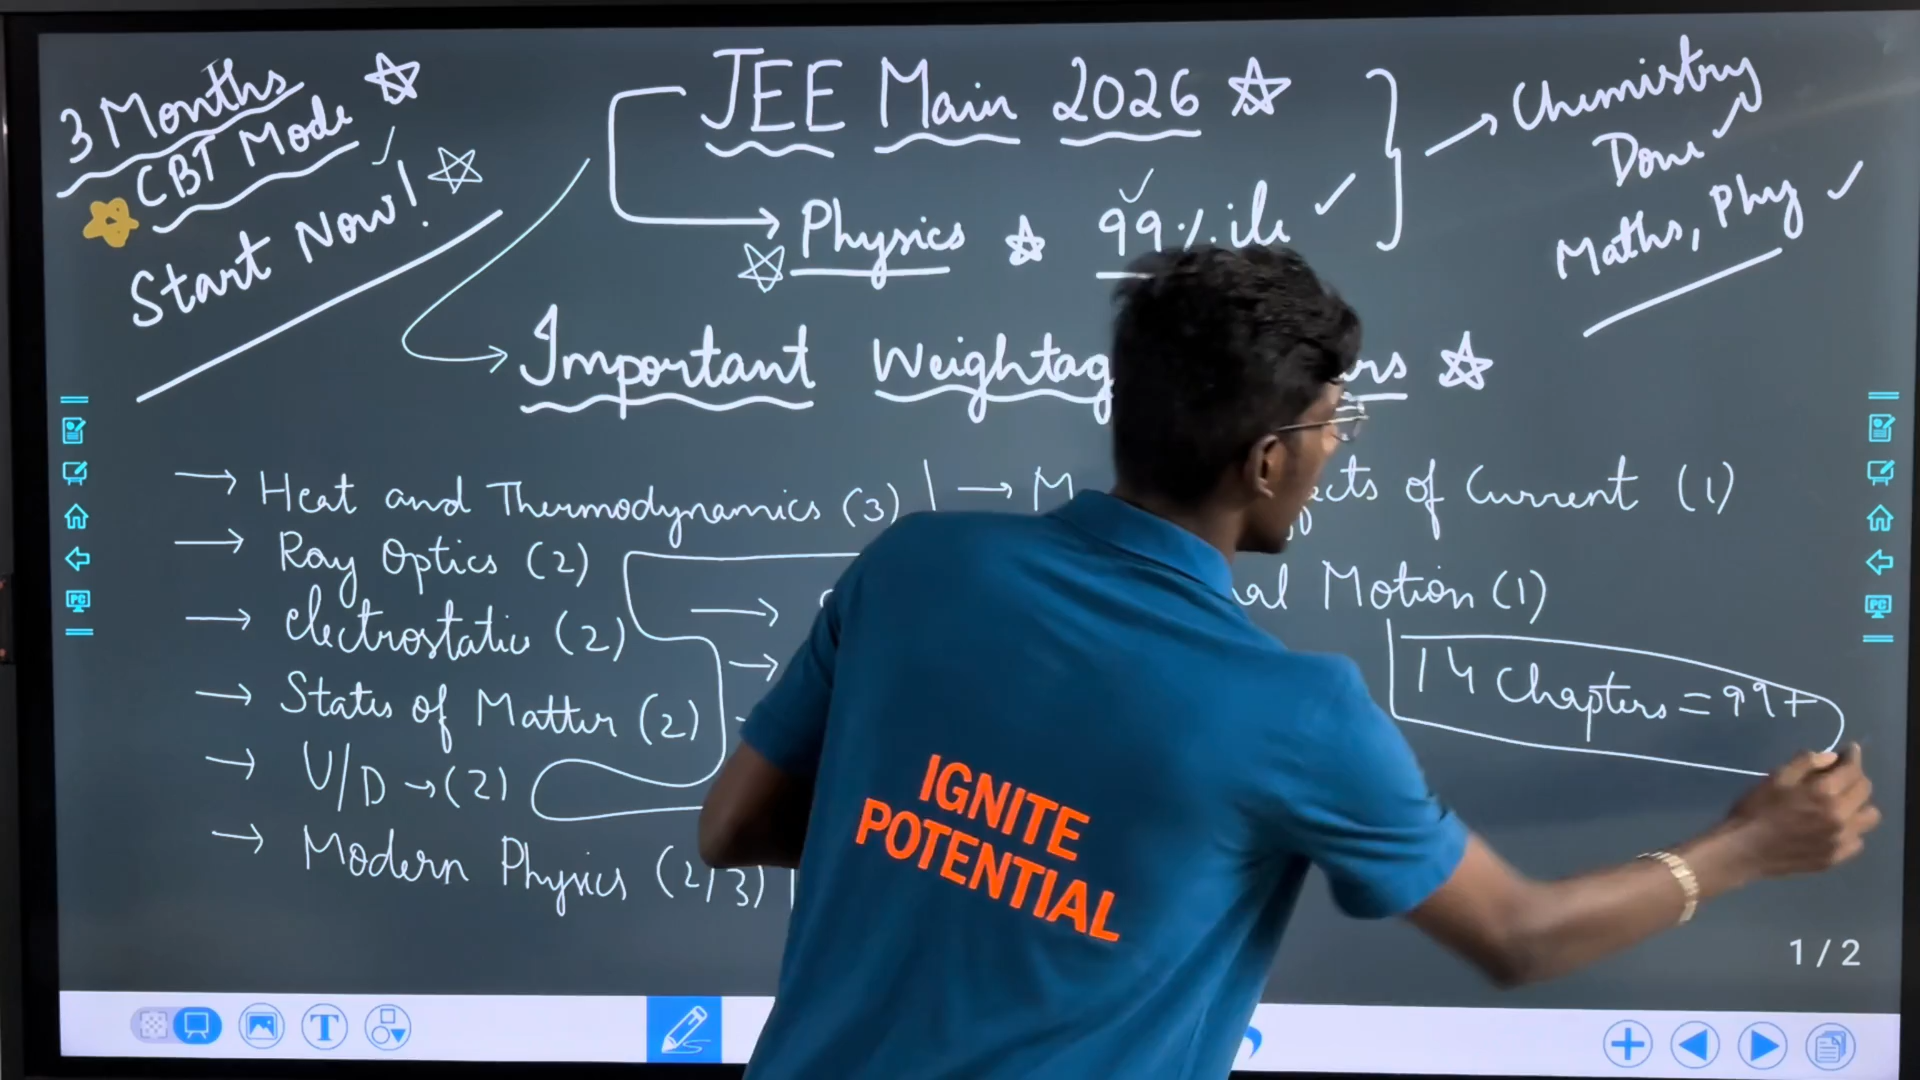 3 Months
CBT Mode
Start Now!
JEE Main 2026
Physics 99%ile
Chemistry
Done
Maths, Phy
Important Weightag
→ Heat and Thermodynamics (3)
→ Ray Optics (2)
→ electrostatic (2)
→ States of Matter (2)
→ U/D → (2)
→ Modern Physics (2/3)
→ of Current (1)
→ Motion (1)
14 Chapters = 99+
IGNITE
POTENTIAL
1/2
T
PC
PC